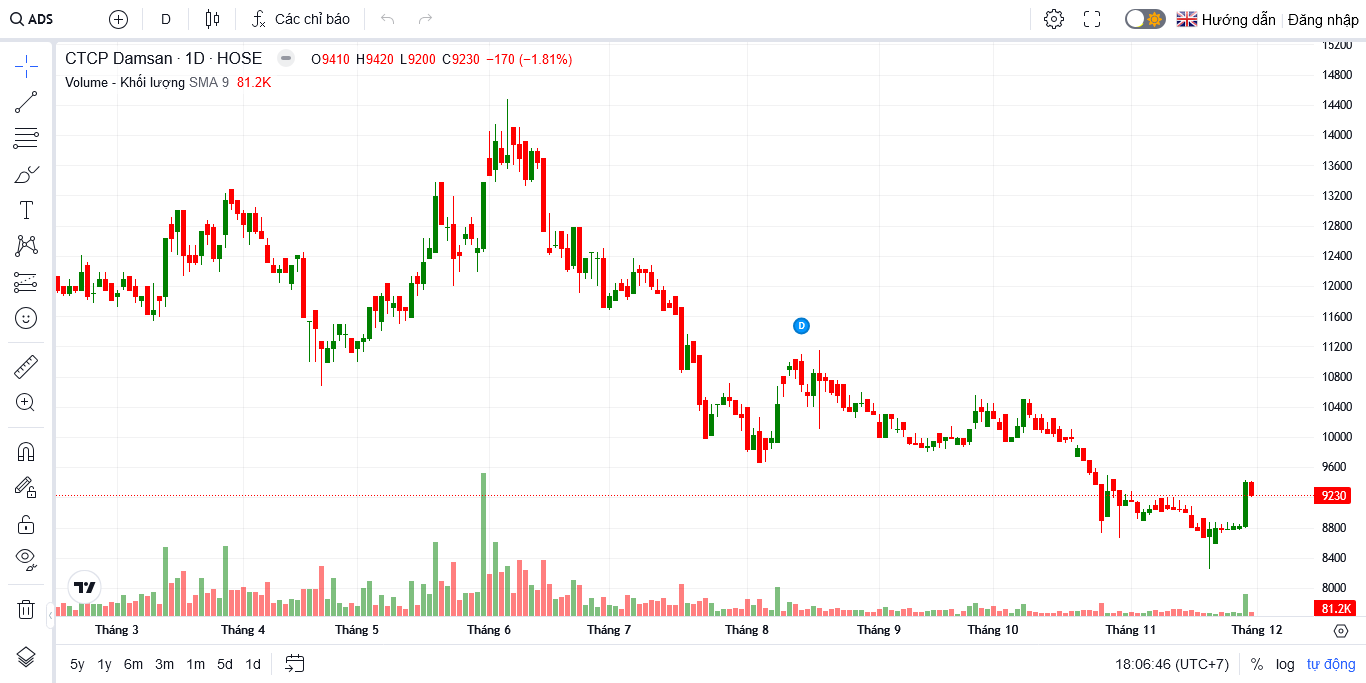 ADS D Các chỉ báo Hướng dẫn Đăng nhập
CTCP Damsan · 1D · HOSE O9410 H9420 L9200 C9230 −170 (−1.81%)
Volume - Khối lượng SMA 9 81.2K
15200
14800
14400
14000
13600
13200
12800
12400
12000
11600
11200
10800
10400
10000
9600
9230
8800
8400
8000
81.2K
D
Tháng 3 Tháng 4 Tháng 5 Tháng 6 Tháng 7 Tháng 8 Tháng 9 Tháng 10 Tháng 11 Tháng 12
5y 1y 6m 3m 1m 5d 1d 18:06:46 (UTC+7) % log tự động